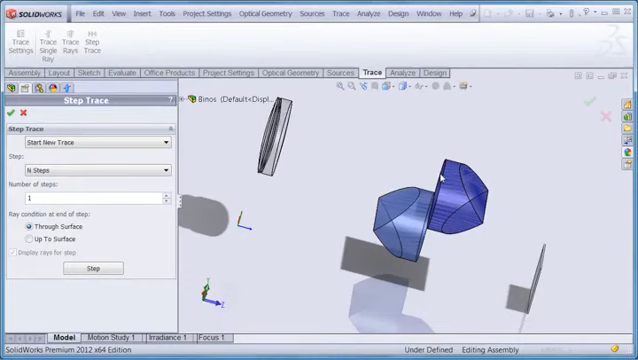 SOLIDWORKS
File Edit View Insert Tools Project Settings Optical Geometry Sources Trace Analyze Design Window Help
Trace Settings
Trace Single Ray
Trace Rays
Step Trace
Features Layout Sketch Evaluate Office Products Project Settings Optical Geometry Sources Trace Analyze Design
Step Trace ?
Binos (Default<Displ...
Step Trace
Start New Trace
Step:
N Steps
Number of steps:
1
Ray condition at end of step:
Through Surface
Up To Surface
Display rays for step
Step
Y
Z
Model Motion Study 1 Irradiance 1 Focus 1
SolidWorks Premium 2012 x64 Edition Under Defined Editing Assembly